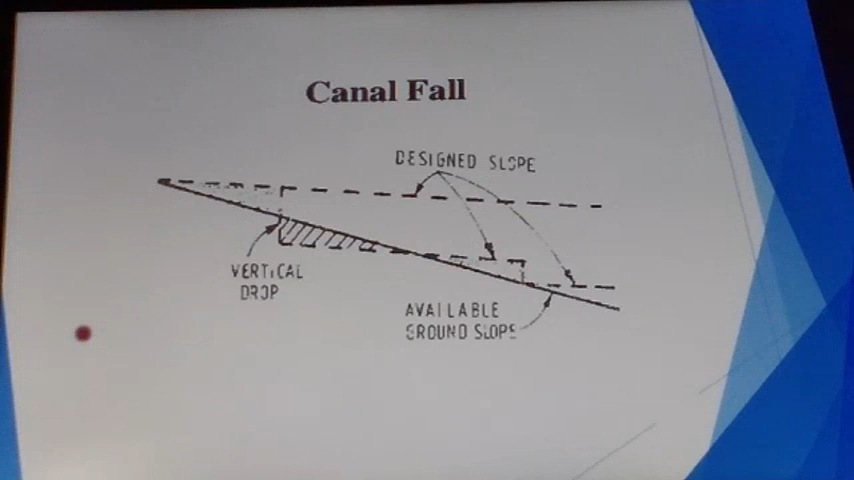 Canal Fall
DESIGNED SLOPE
VERTICAL
DROP
AVAILABLE
GROUND SLOPE